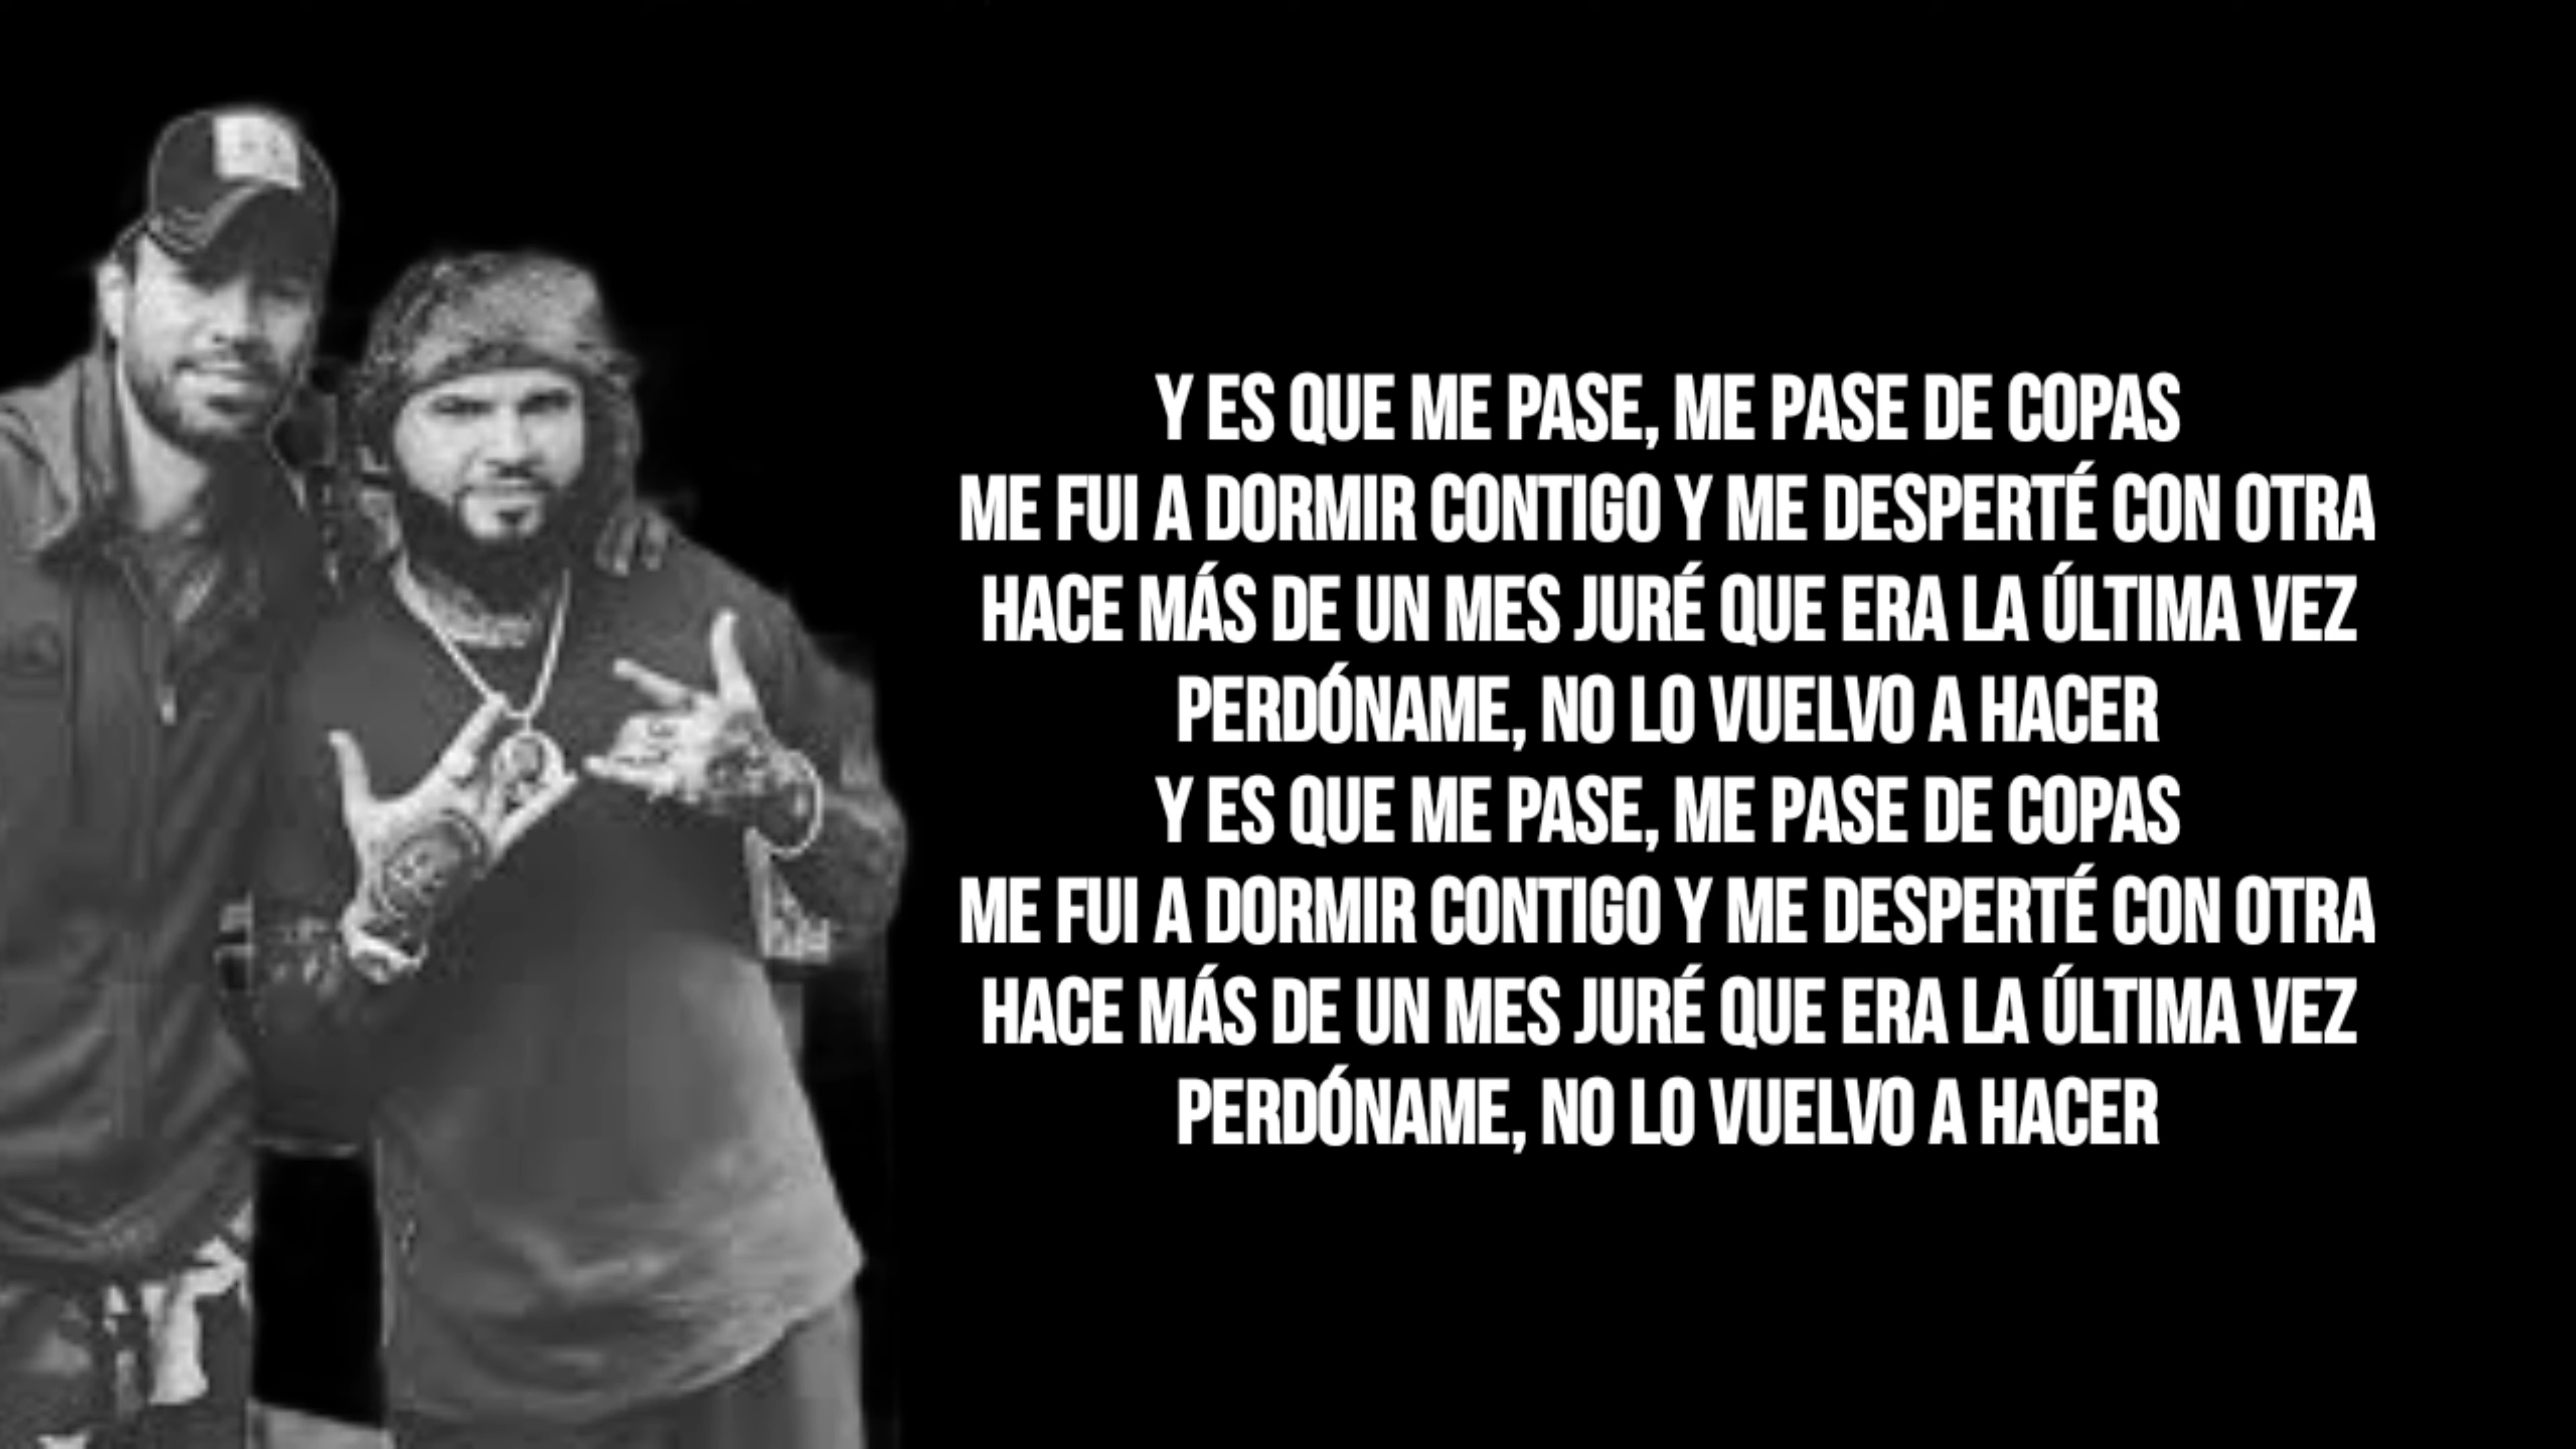 Y ES QUE ME PASE, ME PASE DE COPAS
ME FUI A DORMIR CONTIGO Y ME DESPERTÉ CON OTRA
HACE MÁS DE UN MES JURÉ QUE ERA LA ÚLTIMA VEZ
PERDÓNAME, NO LO VUELVO A HACER
Y ES QUE ME PASE, ME PASE DE COPAS
ME FUI A DORMIR CONTIGO Y ME DESPERTÉ CON OTRA
HACE MÁS DE UN MES JURÉ QUE ERA LA ÚLTIMA VEZ
PERDÓNAME, NO LO VUELVO A HACER